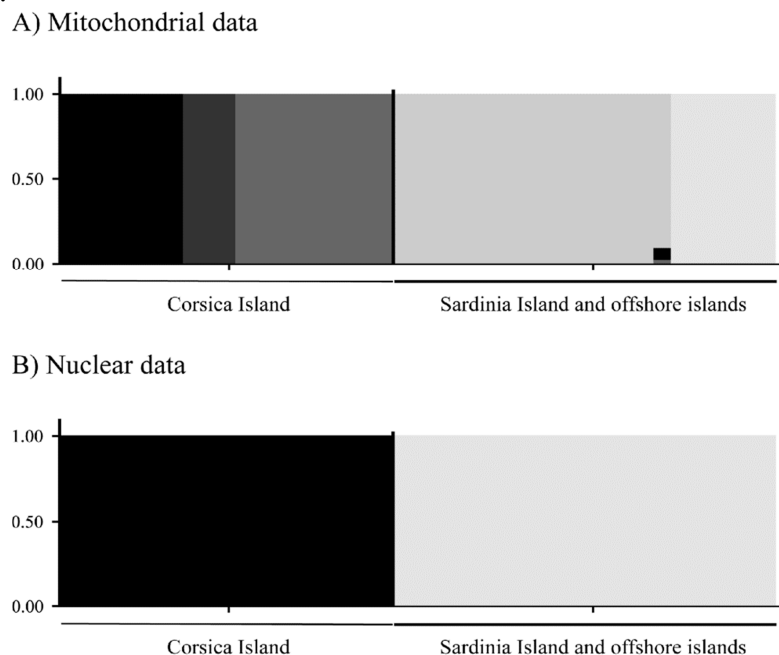 A) Mitochondrial data
1.00
0.50
0.00
Corsica Island
Sardinia Island and offshore islands
B) Nuclear data
1.00
0.50
0.00
Corsica Island
Sardinia Island and offshore islands